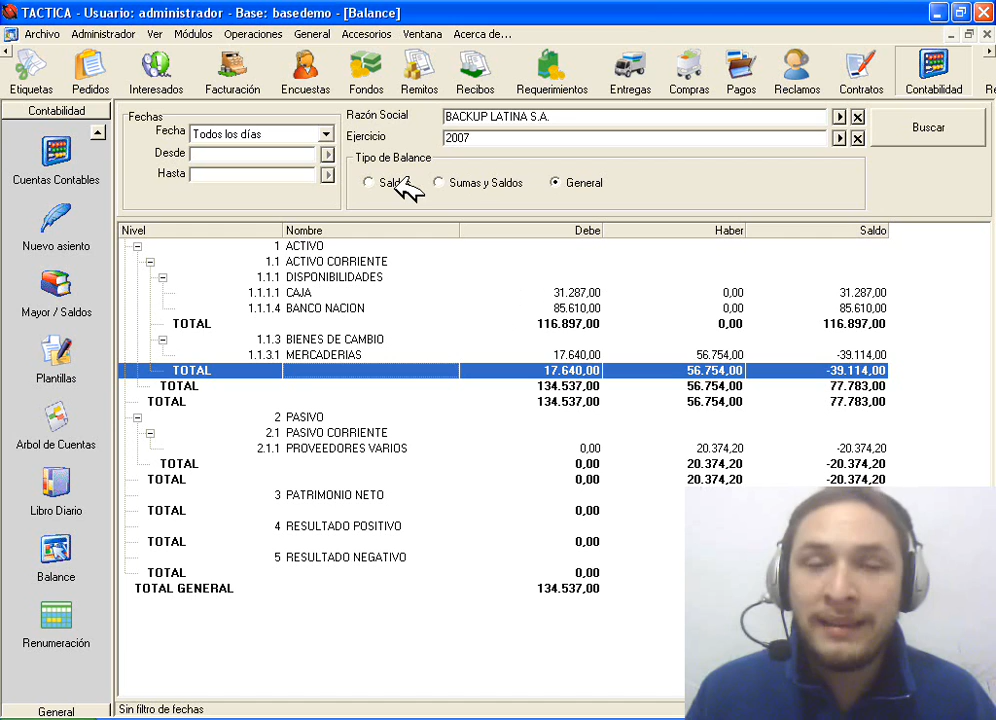 TACTICA - Usuario: administrador - Base: basedemo - [Balance]
Archivo Administrador Ver Módulos Operaciones General Accesorios Ventana Acerca de...
Etiquetas Pedidos Interesados Facturación Encuestas Fondos Remitos Recibos Requerimientos Entregas Compras Pagos Reclamos Contratos Contabilidad
Contabilidad
Cuentas Contables
Nuevo asiento
Mayor / Saldos
Plantillas
Arbol de Cuentas
Libro Diario
Balance
Renumeración
General
Fechas
Fecha Todos los días
Desde
Hasta
Razón Social BACKUP LATINA S.A.
Ejercicio 2007
Buscar
Tipo de Balance
Sumas y Saldos General
Nivel Nombre Debe Haber Saldo
1 ACTIVO
1.1 ACTIVO CORRIENTE
1.1.1 DISPONIBILIDADES
1.1.1.1 CAJA 31.287,00 0,00 31.287,00
1.1.1.4 BANCO NACION 85.610,00 0,00 85.610,00
TOTAL 116.897,00 0,00 116.897,00
1.1.3 BIENES DE CAMBIO
1.1.3.1 MERCADERIAS 17.640,00 56.754,00 -39.114,00
TOTAL 17.640,00 56.754,00 -39.114,00
TOTAL 134.537,00 56.754,00 77.783,00
TOTAL 134.537,00 56.754,00 77.783,00
2 PASIVO
2.1 PASIVO CORRIENTE
2.1.1 PROVEEDORES VARIOS 0,00 20.374,20 -20.374,20
TOTAL 0,00 20.374,20 -20.374,20
TOTAL 0,00 20.374,20 -20.374,20
3 PATRIMONIO NETO
TOTAL 0,00
4 RESULTADO POSITIVO
TOTAL 0,00
5 RESULTADO NEGATIVO
TOTAL 0,00
TOTAL GENERAL 134.537,00
Sin filtro de fechas